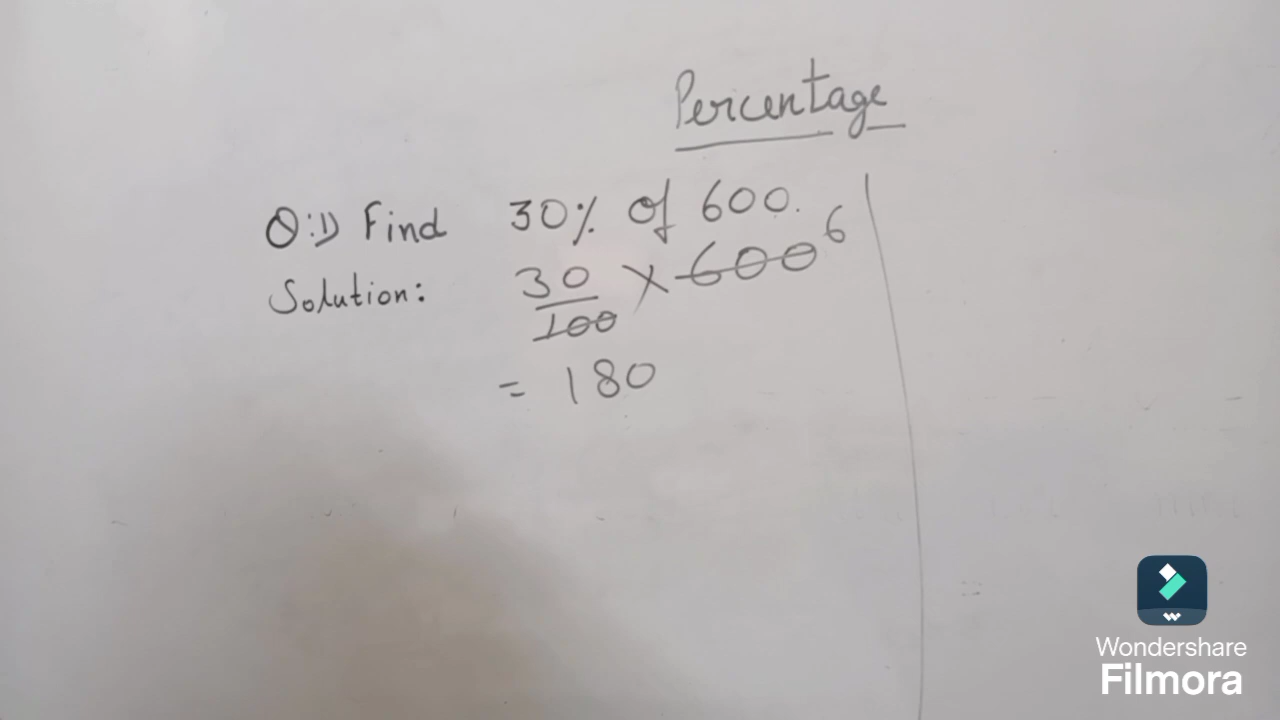 Percentage
Q:1) Find 30% of 600.
Solution: 30/100 × 600 6
= 180
Wondershare
Filmora